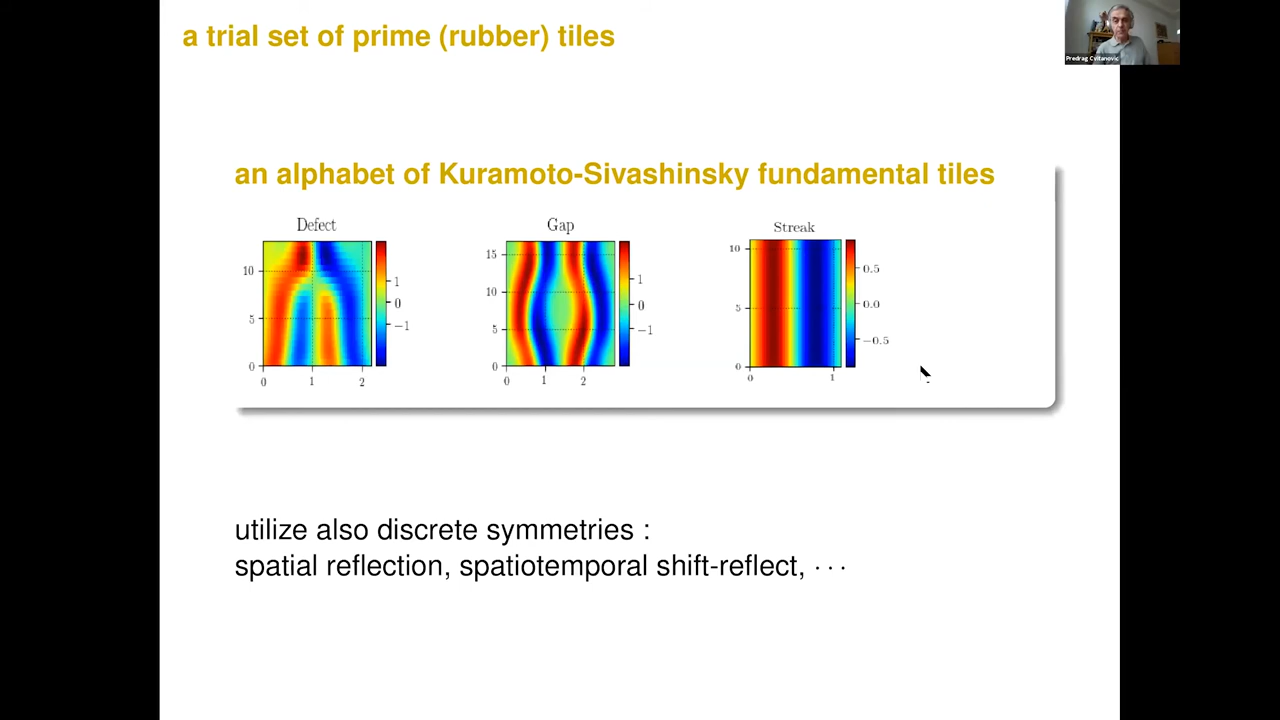 a trial set of prime (rubber) tiles
Predrag Cvitanovic
an alphabet of Kuramoto-Sivashinsky fundamental tiles
Defect
10
5
0
0 1 2
1
0
−1
Gap
15
10
5
0
0 1 2
1
0
−1
Streak
10
5
0
0 1
0.5
0.0
−0.5
utilize also discrete symmetries :
spatial reflection, spatiotemporal shift-reflect, · · ·